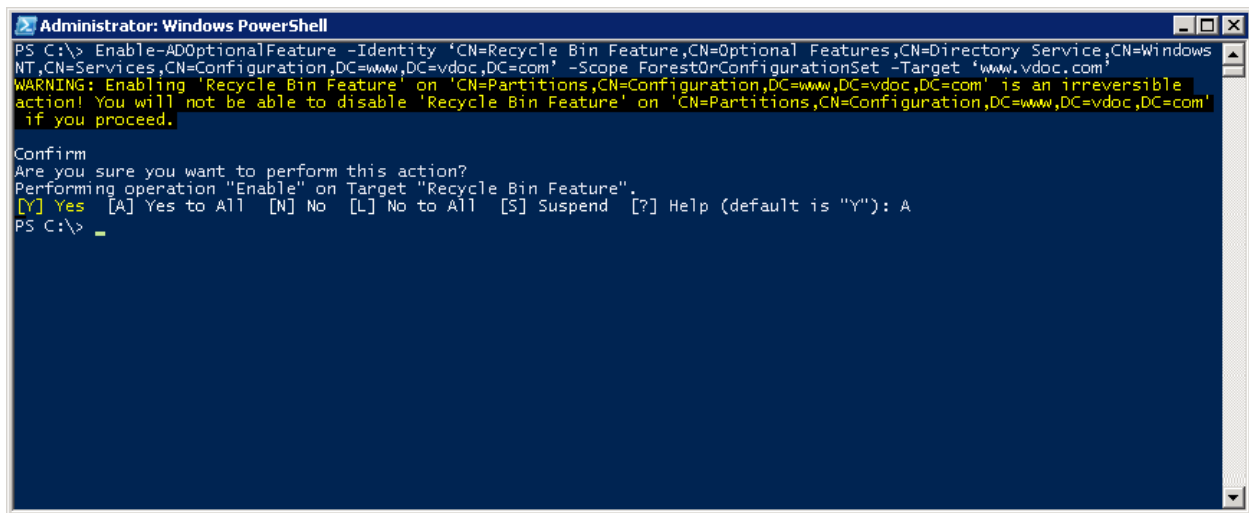 Administrator: Windows PowerShell
PS C:\> Enable-ADOptionalFeature -Identity ‘CN=Recycle Bin Feature,CN=Optional Features,CN=Directory Service,CN=Windows
NT,CN=Services,CN=Configuration,DC=www,DC=vdoc,DC=com’ -Scope ForestOrConfigurationSet -Target ‘www.vdoc.com’
WARNING: Enabling 'Recycle Bin Feature' on 'CN=Partitions,CN=Configuration,DC=www,DC=vdoc,DC=com' is an irreversible
action! You will not be able to disable 'Recycle Bin Feature' on 'CN=Partitions,CN=Configuration,DC=www,DC=vdoc,DC=com'
if you proceed.
Confirm
Are you sure you want to perform this action?
Performing operation "Enable" on Target "Recycle Bin Feature".
[Y] Yes  [A] Yes to All  [N] No  [L] No to All  [S] Suspend  [?] Help (default is "Y"): A
PS C:\> _